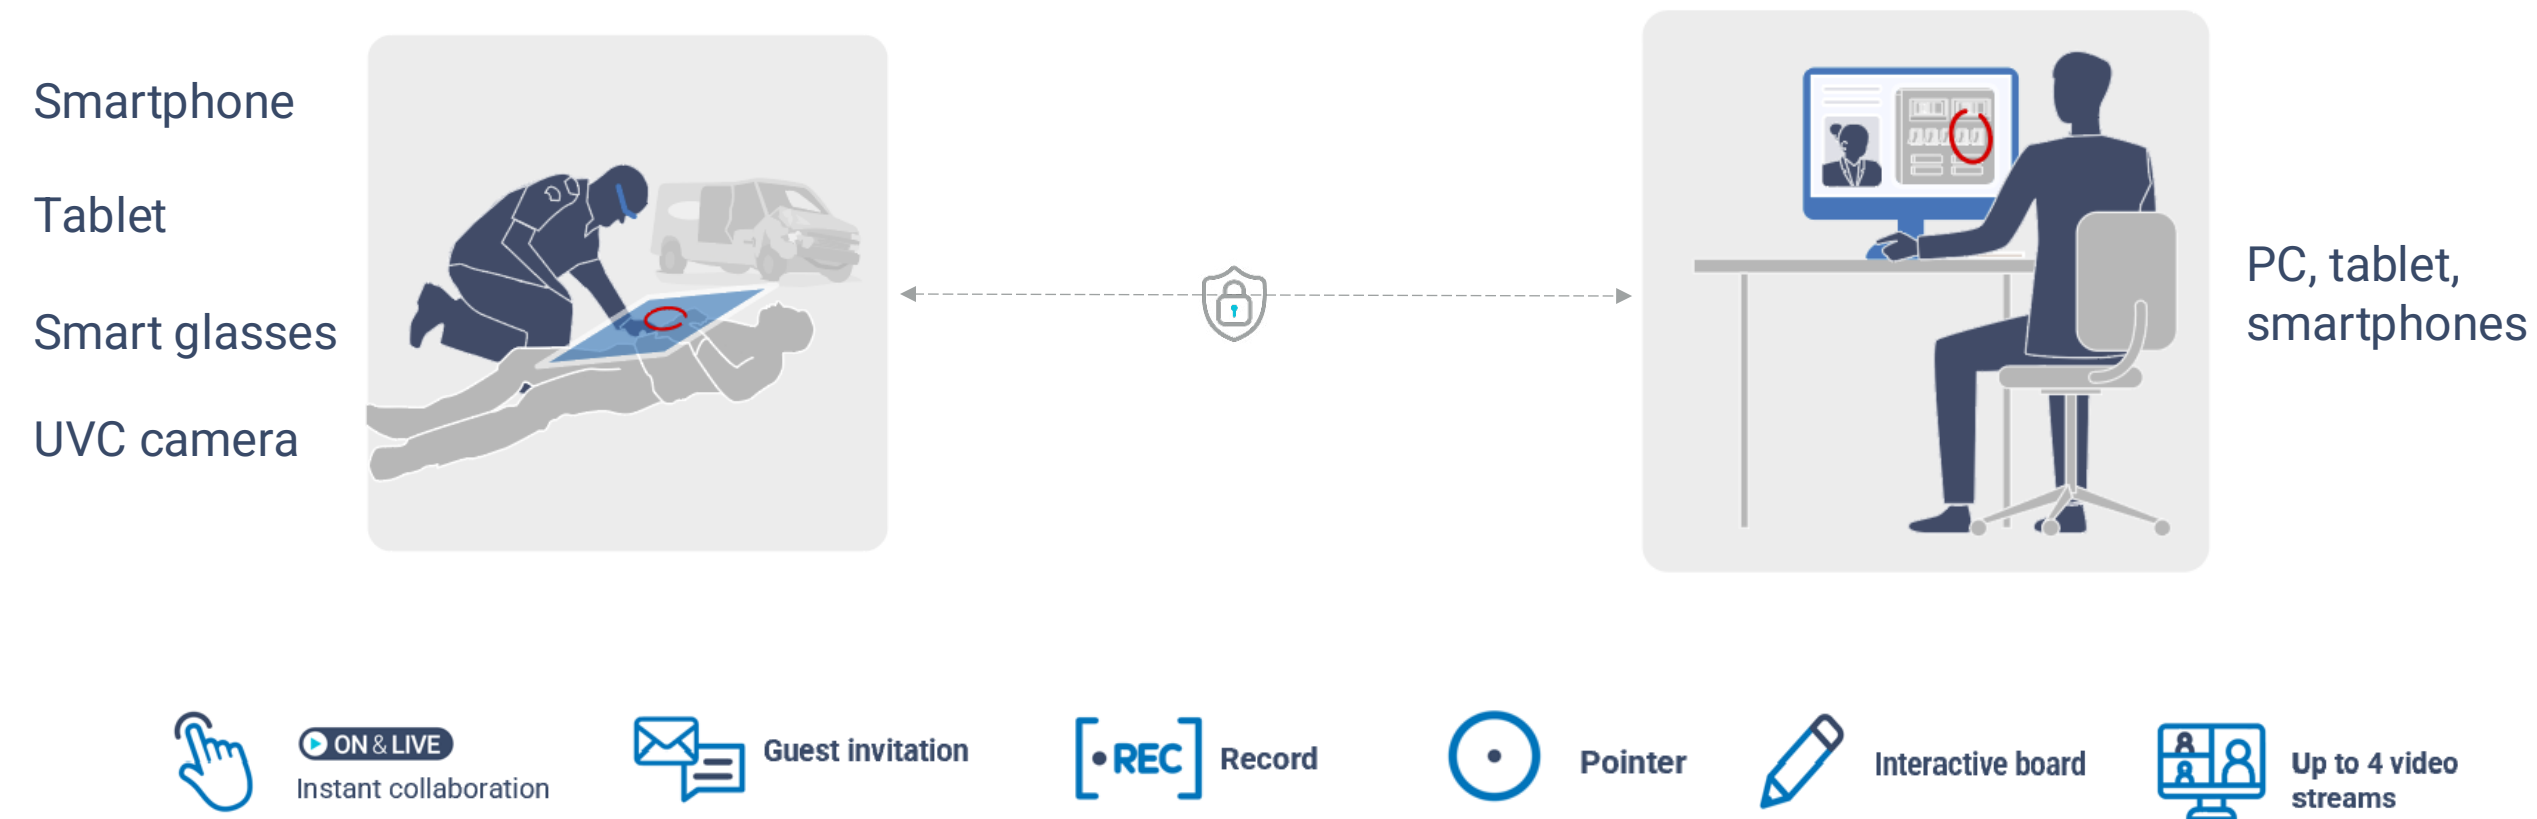 Smartphone
Tablet
Smart glasses
UVC camera
PC, tablet,
smartphones
ON & LIVE
Instant collaboration
Guest invitation
• REC
Record
Pointer
Interactive board
Up to 4 video
streams